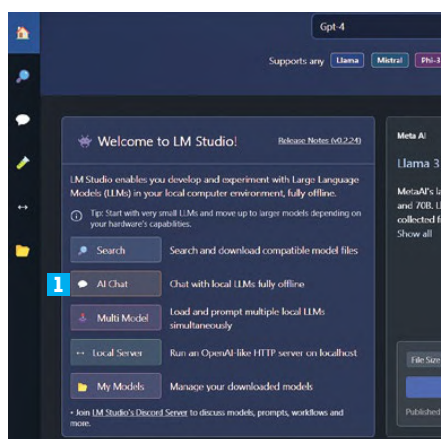 Gpt-4
Supports any Llama Mistral Phi-3
Welcome to LM Studio! Release Notes (v0.2.24)
LM Studio enables you develop and experiment with Large Language
Models (LLMs) in your local computer environment, fully offline.
Tip: Start with very small LLMs and move up to larger models depending on
your hardware's capabilities.
Search Search and download compatible model files
1 AI Chat Chat with local LLMs fully offline
Multi Model Load and prompt multiple local LLMs
simultaneously
↔ Local Server Run an OpenAI-like HTTP server on localhost
My Models Manage your downloaded models
• Join LM Studio's Discord Server to discuss models, prompts, workflows and
more.
Meta AI
Llama 3
MetaAI's la
and 70B. Ll
collected f
Show all
File Size
Published